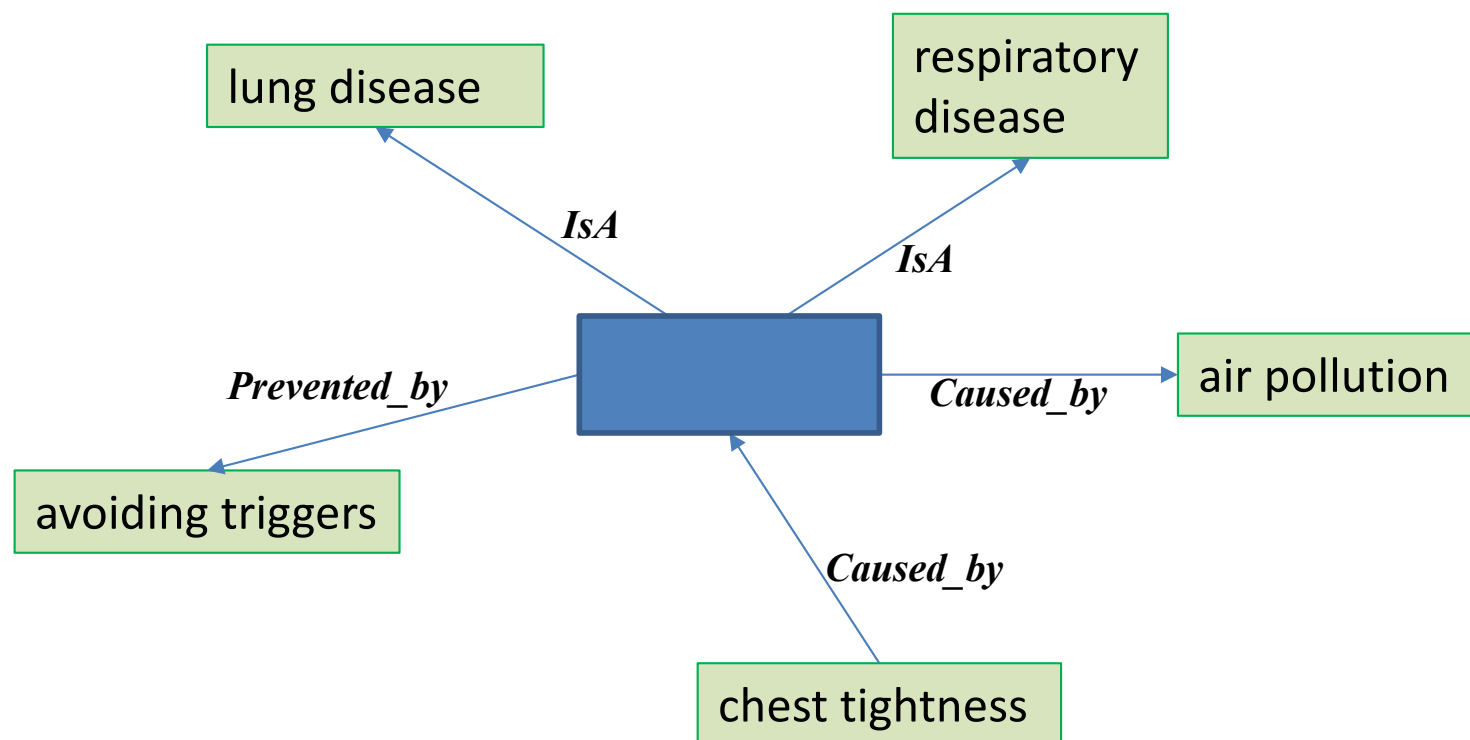 lung disease
respiratory
disease
IsA
IsA
Prevented_by
Caused_by
air pollution
avoiding triggers
Caused_by
chest tightness